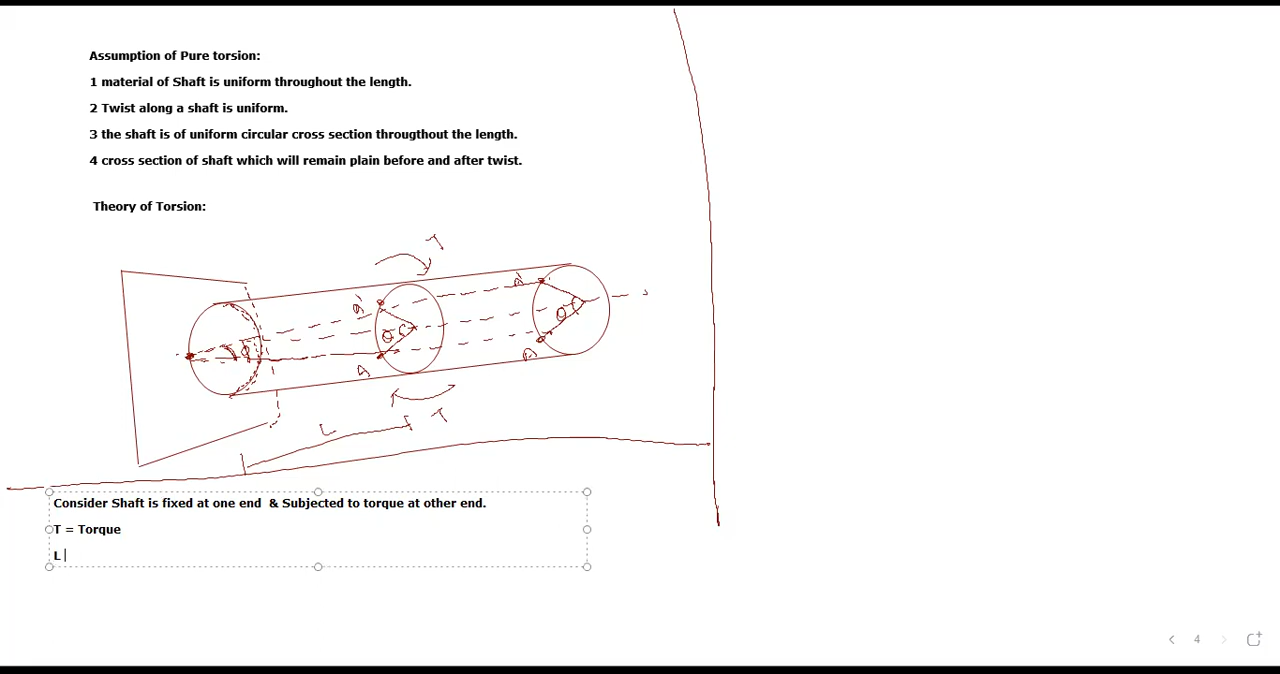 Assumption of Pure torsion:
1 material of Shaft is uniform throughout the length.
2 Twist along a shaft is uniform.
3 the shaft is of uniform circular cross section througthout the length.
4 cross section of shaft which will remain plain before and after twist.
Theory of Torsion:
T
A'
A'
θ
θ
Φ
A
A
T
L
Consider Shaft is fixed at one end & Subjected to torque at other end.
T = Torque
L
4